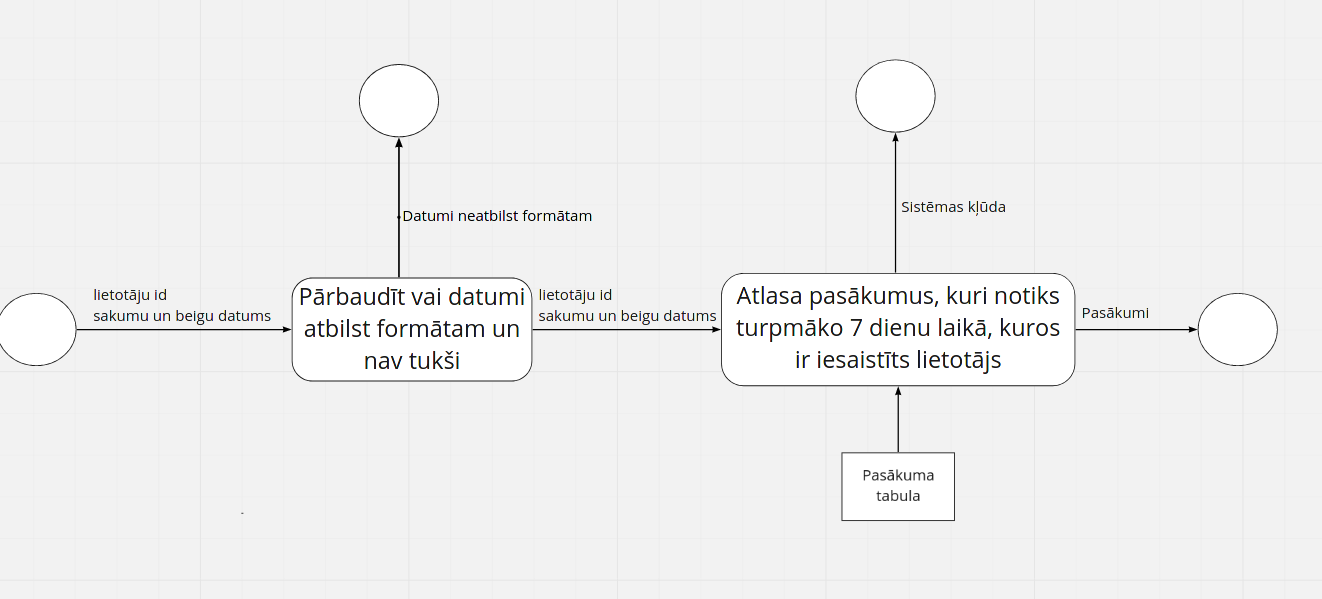 Datumi neatbilst formātam
Sistēmas kļūda
lietotāju id
sakumu un beigu datums
Pārbaudīt vai datumi
atbilst formātam un
nav tukši
lietotāju id
sakumu un beigu datums
Atlasa pasākumus, kuri notiks
turpmāko 7 dienu laikā, kuros
ir iesaistīts lietotājs
Pasākumi
Pasākuma
tabula